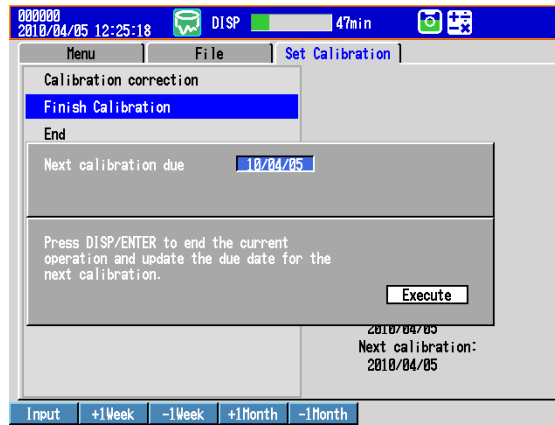 000000
2010/04/05 12:25:18 DISP 47min
Menu File Set Calibration
Calibration correction
Finish Calibration
End
Next calibration due 10/04/05
Press DISP/ENTER to end the current
operation and update the due date for the
next calibration.
Execute
2010/04/05
Next calibration:
2010/04/05
Input +1Week -1Week +1Month -1Month